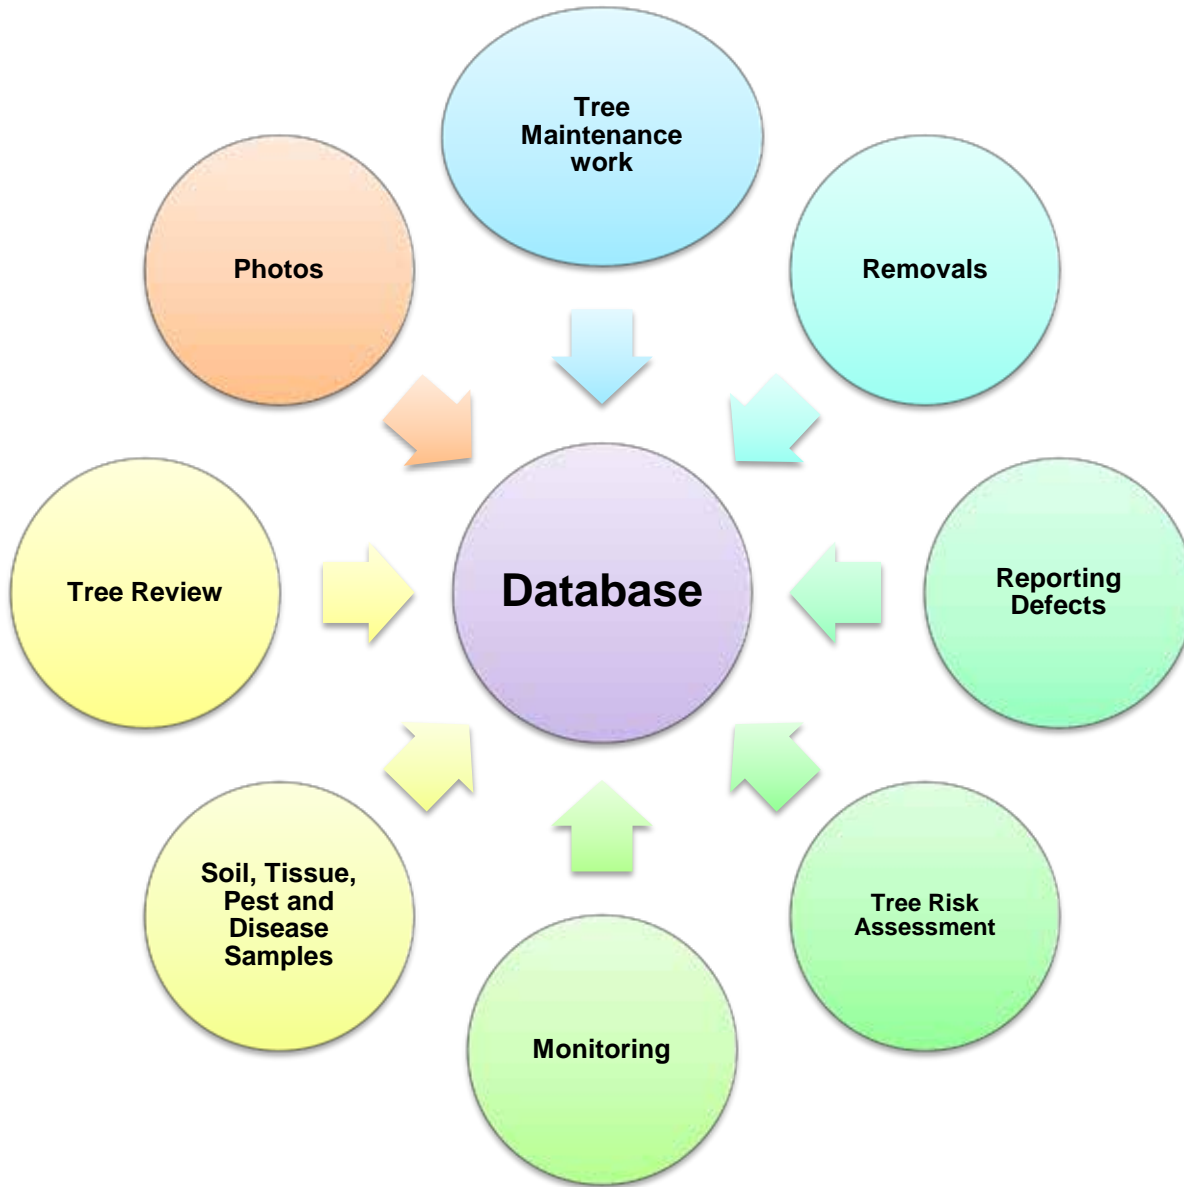 Tree
Maintenance
work
Photos
Removals
Database
Tree Review
Reporting
Defects
Soil, Tissue,
Pest and
Disease
Samples
Tree Risk
Assessment
Monitoring